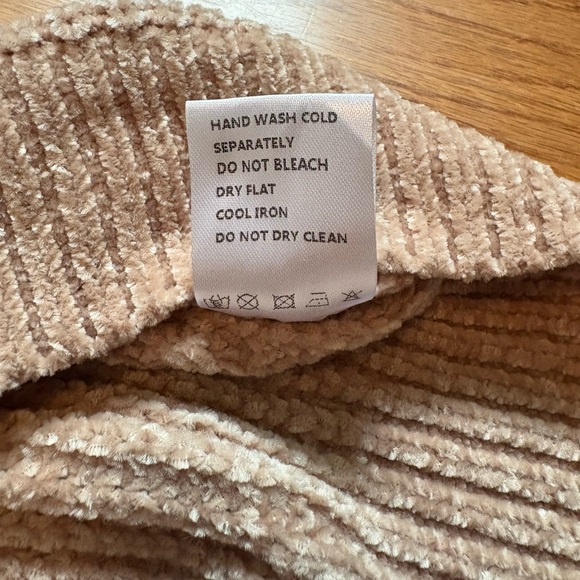 HAND WASH COLD
SEPARATELY
DO NOT BLEACH
DRY FLAT
COOL IRON
DO NOT DRY CLEAN